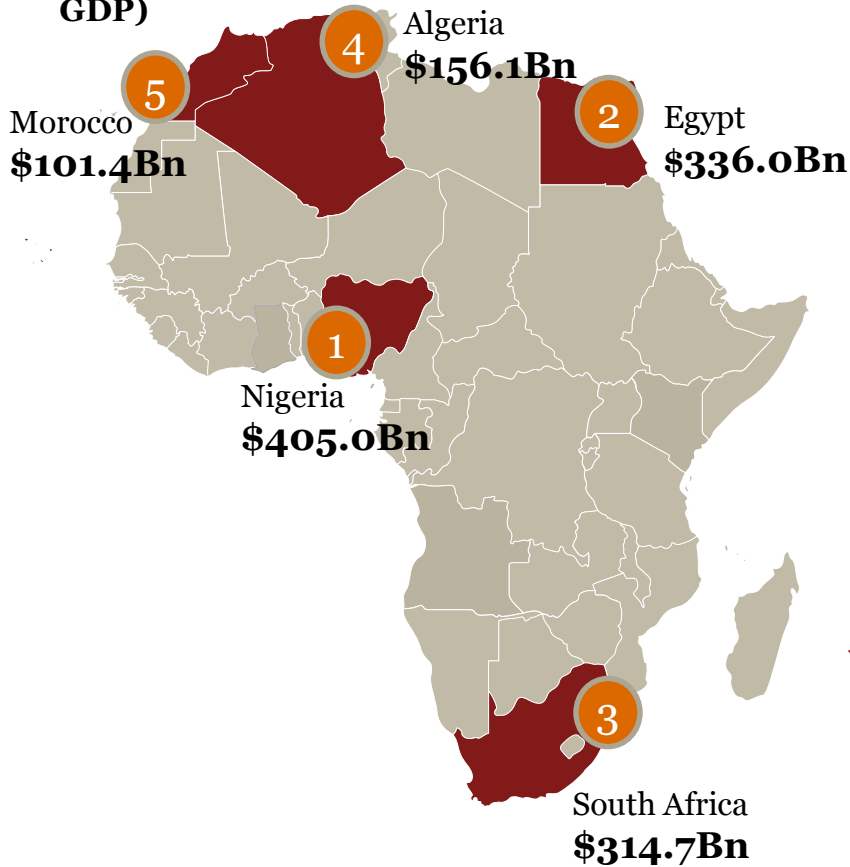 GDP)
4
Algeria
$156.1Bn
5
Morocco
$101.4Bn
2
Egypt
$336.0Bn
1
Nigeria
$405.0Bn
3
South Africa
$314.7Bn